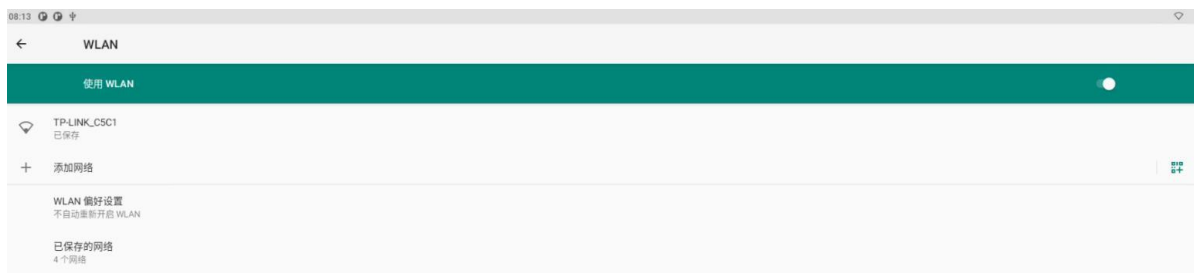 08:13
WLAN
使用 WLAN
TP-LINK_C5C1
已保存
添加网络
WLAN 偏好设置
不自动重新开启 WLAN
已保存的网络
4 个网络